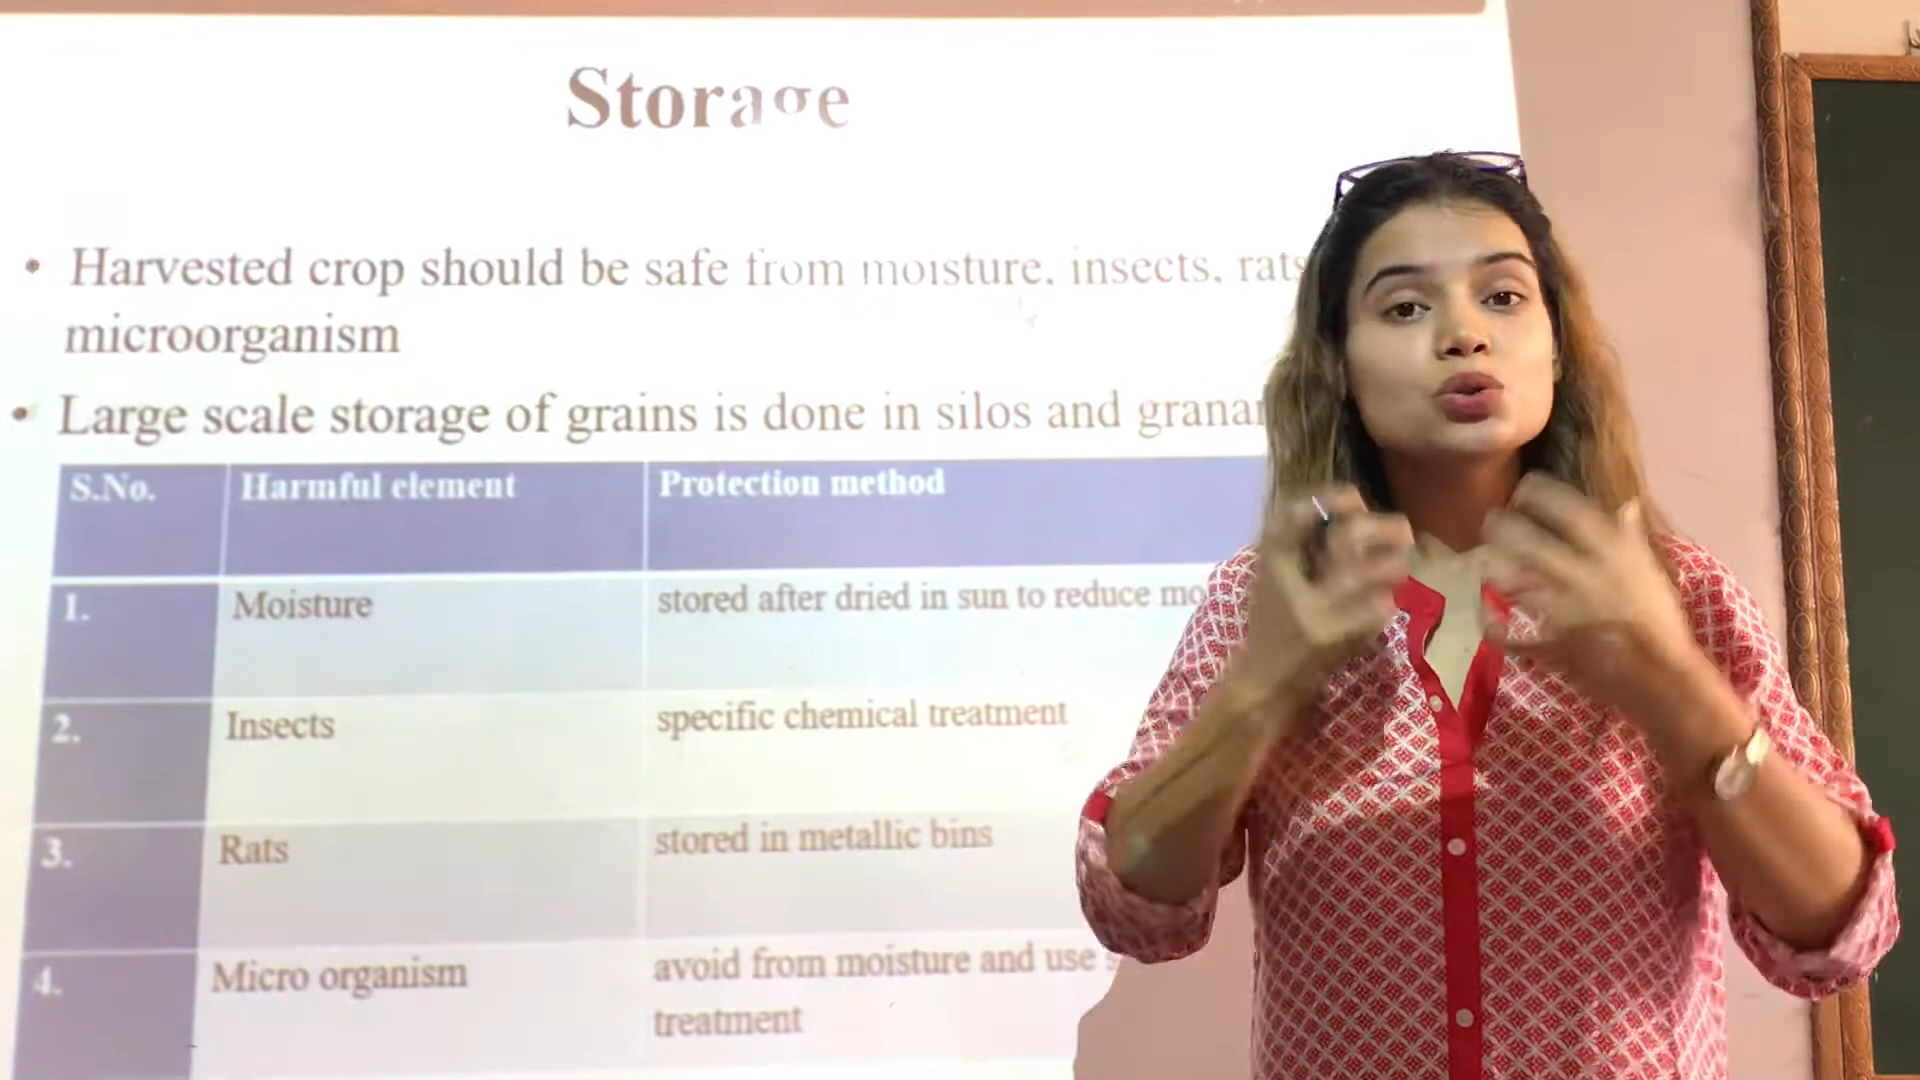 Storage
• Harvested crop should be safe from moisture, insects, rats
microorganism
• Large scale storage of grains is done in silos and
S.No. Harmful element Protection method
1. Moisture stored after dried in sun to reduce
2. Insects specific chemical treatment
3. Rats stored in metallic bins
4. Micro organism avoid from moisture and use
treatment